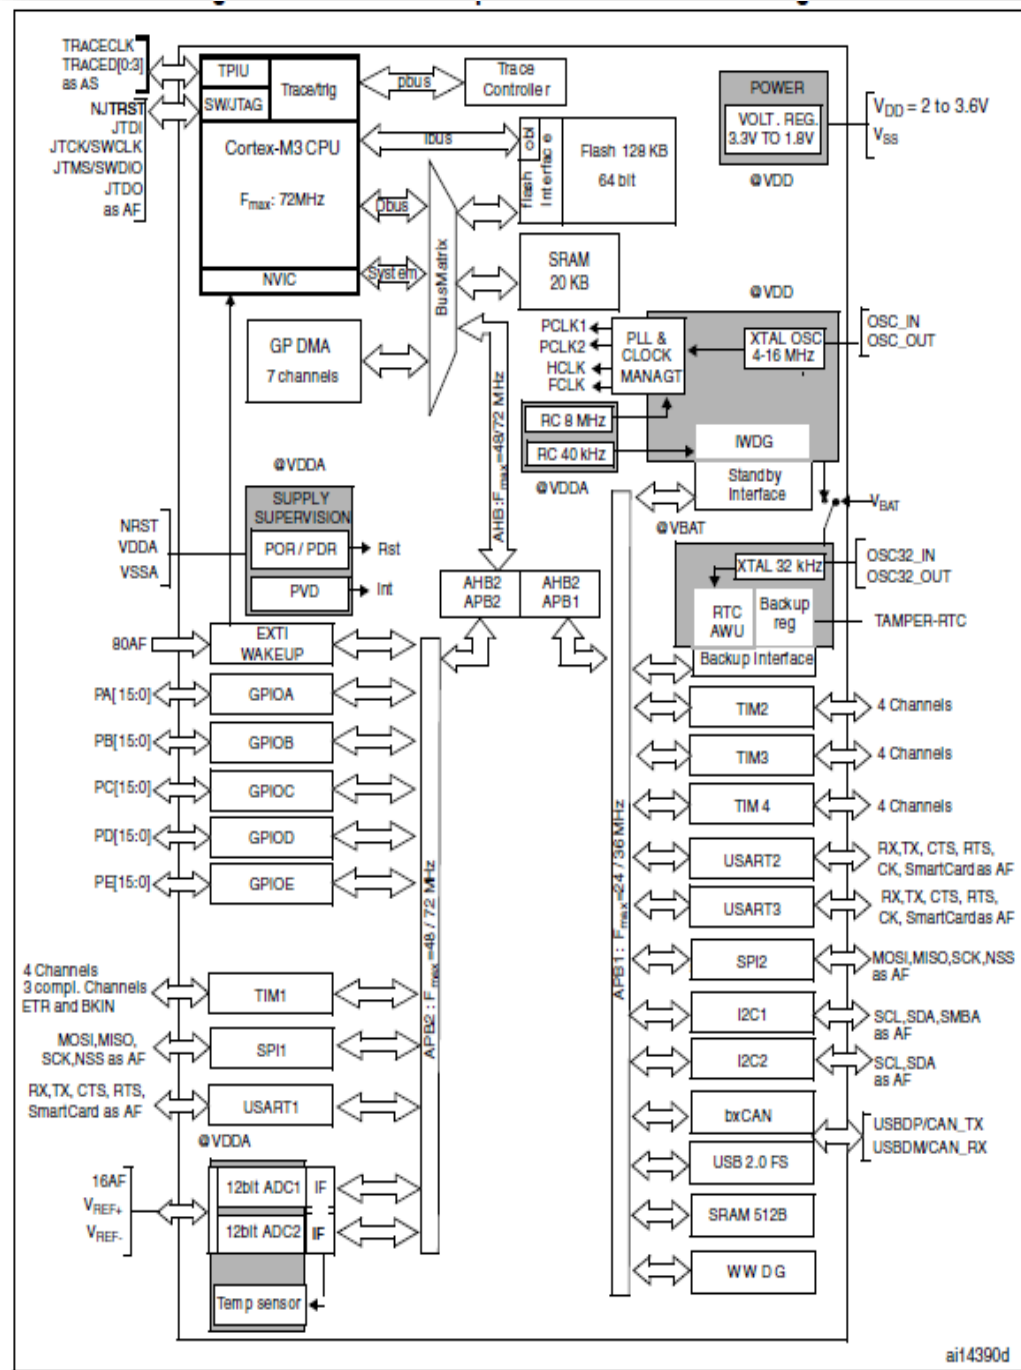 TRACECLK
TRACED[0:3]
as AS
NJTRST
JTDI
JTCK/SWCLK
JTMS/SWDIO
JTDO
as AF
TPIU
SW/JTAG
Trace/trig
Cortex-M3 CPU
Fmax: 72MHz
NVIC
GP DMA
7 channels
pbus
Ibus
Dbus
System
BusMatrix
Trace
Controller
flash obl
Interface
Flash 128 KB
64 bit
SRAM
20 KB
POWER
VOLT. REG.
3.3V TO 1.8V
@VDD
VDD = 2 to 3.6V
VSS
@VDD
PCLK1
PCLK2
HCLK
FCLK
PLL &
CLOCK
MANAGT
XTAL OSC
4-16 MHz
OSC_IN
OSC_OUT
RC 8 MHz
RC 40 kHz
@VDDA
IWDG
Standby
Interface
VBAT
@VBAT
XTAL 32 kHz
OSC32_IN
OSC32_OUT
RTC
AWU
Backup
reg
TAMPER-RTC
Backup Interface
AHB:Fmax=48/72 MHz
@VDDA
SUPPLY
SUPERVISION
NRST
VDDA
VSSA
POR / PDR
Rst
PVD
Int
AHB2
APB2
AHB2
APB1
80AF
EXTI
WAKEUP
PA[ 15:0]
GPIOA
PB[15:0]
GPIOB
PC[15:0]
GPIOC
PD[15:0]
GPIOD
PE[15:0]
GPIOE
APB2 : Fmax=48 / 72 MHz
4 Channels
3 compl. Channels
ETR and BKIN
TIM1
MOSI,MISO,
SCK,NSS as AF
SPI1
RX,TX, CTS, RTS,
SmartCard as AF
USART1
@VDDA
16AF
VREF+
VREF-
12bit ADC1
IF
12bit ADC2
IF
Temp sensor
APB1 : Fmax=24 / 36 MHz
TIM2
4 Channels
TIM3
4 Channels
TIM 4
4 Channels
USART2
RX,TX, CTS, RTS,
CK, SmartCard as AF
USART3
RX,TX, CTS, RTS,
CK, SmartCard as AF
SPI2
MOSI,MISO,SCK,NSS
as AF
I2C1
SCL,SDA,SMBA
as AF
I2C2
SCL,SDA
as AF
bxCAN
USBDP/CAN_TX
USBDM/CAN_RX
USB 2.0 FS
SRAM 512B
WWDG
ai14390d